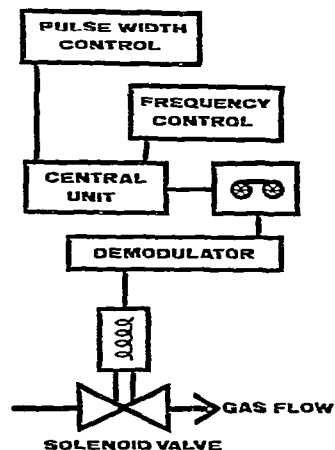 PULSE WIDTH
CONTROL
FREQUENCY
CONTROL
CENTRAL
UNIT
DEMODULATOR
GAS FLOW
SOLENOID VALVE